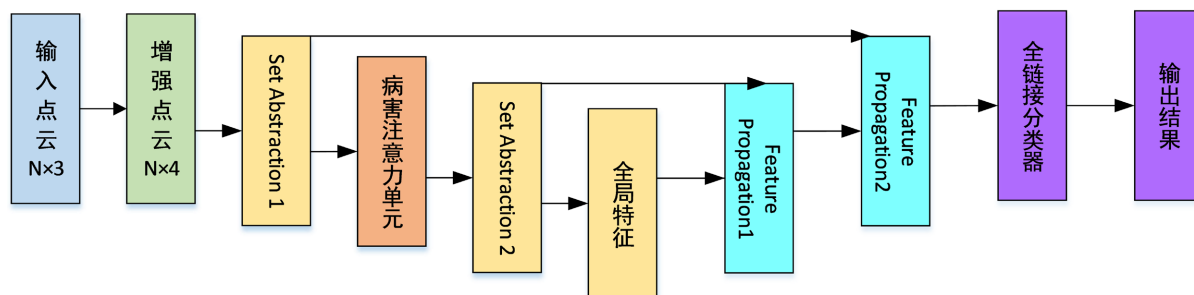 输入点云
N×3
增强点云
N×4
Set Abstraction 1
病害注意力单元
Set Abstraction 2
全局特征
Feature
Propagation1
Feature
Propagation2
全链接分类器
输出结果